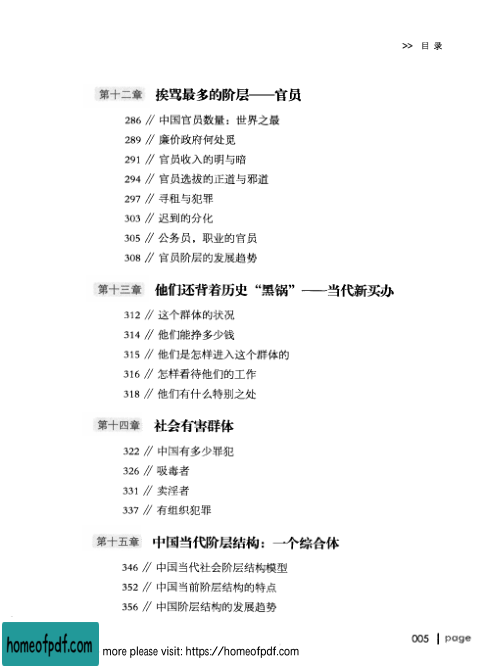 >> 目 录
第十二章 挨骂最多的阶层——官员
286 // 中国官员数量：世界之最
289 // 廉价政府何处觅
291 // 官员收入的明与暗
294 // 官员选拔的正道与邪道
297 // 寻租与犯罪
303 // 迟到的分化
305 // 公务员，职业的官员
308 // 官员阶层的发展趋势
第十三章 他们还背着历史“黑锅”——当代新买办
312 // 这个群体的状况
314 // 他们能挣多少钱
315 // 他们是怎样进入这个群体的
316 // 怎样看待他们的工作
318 // 他们有什么特别之处
第十四章 社会有害群体
322 // 中国有多少罪犯
326 // 吸毒者
331 // 卖淫者
337 // 有组织犯罪
第十五章 中国当代阶层结构：一个综合体
346 // 中国当代社会阶层结构模型
352 // 中国当前阶层结构的特点
356 // 中国阶层结构的发展趋势
005 | page
homeofpdf.com more please visit: https://homeofpdf.com